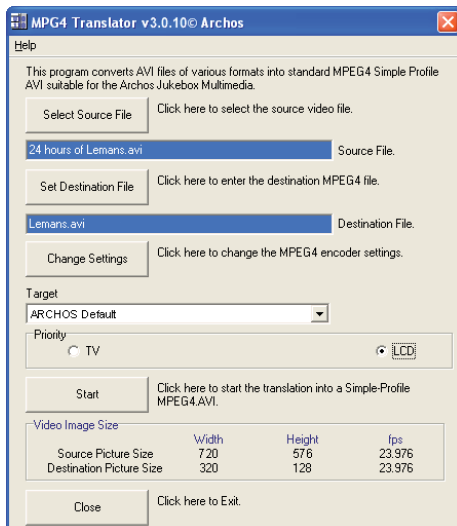 MPG4 Translator v3.0.10© Archos
Help
This program converts AVI files of various formats into standard MPEG4 Simple Profile
AVI suitable for the Archos Jukebox Multimedia.
Select Source File Click here to select the source video file.
24 hours of Lemans.avi Source File.
Set Destination File Click here to enter the destination MPEG4 file.
Lemans.avi Destination File.
Change Settings Click here to change the MPEG4 encoder settings.
Target
ARCHOS Default
Priority
TV LCD
Start Click here to start the translation into a Simple-Profile
MPEG4.AVI.
Video Image Size
Width Height fps
Source Picture Size 720 576 23.976
Destination Picture Size 320 128 23.976
Close Click here to Exit.